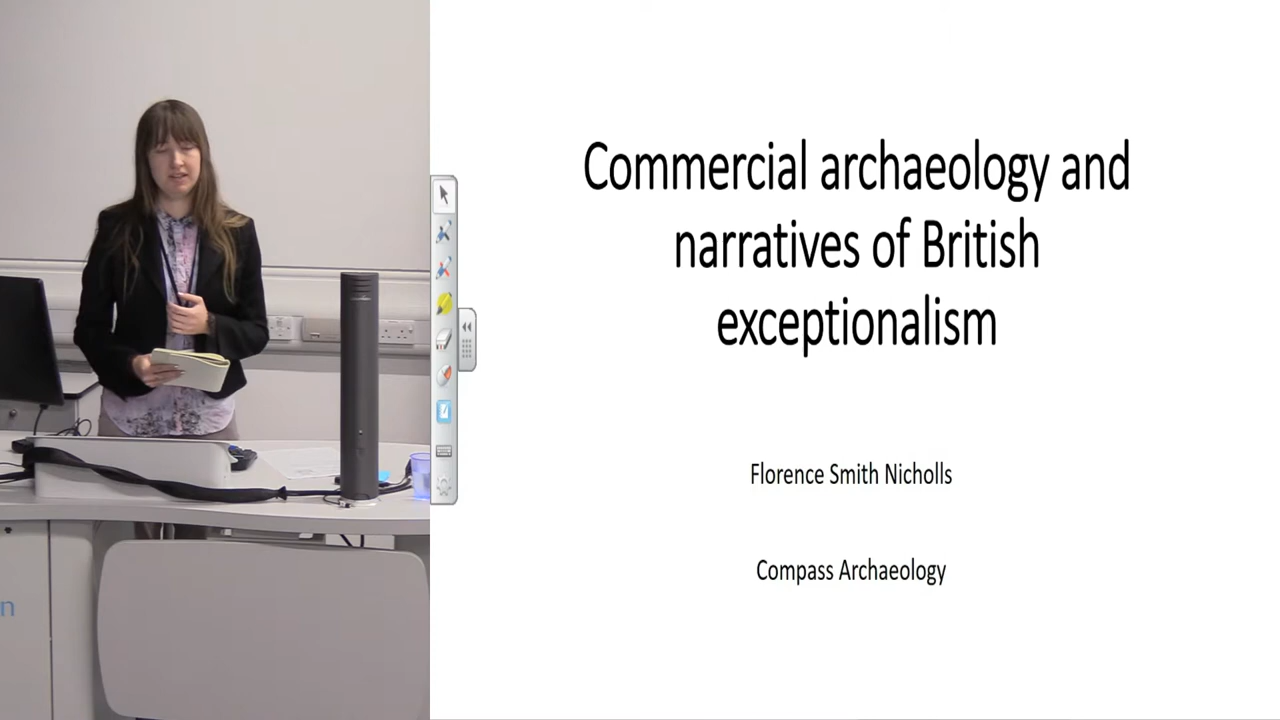 Commercial archaeology and
narratives of British
exceptionalism
Florence Smith Nicholls
Compass Archaeology
n